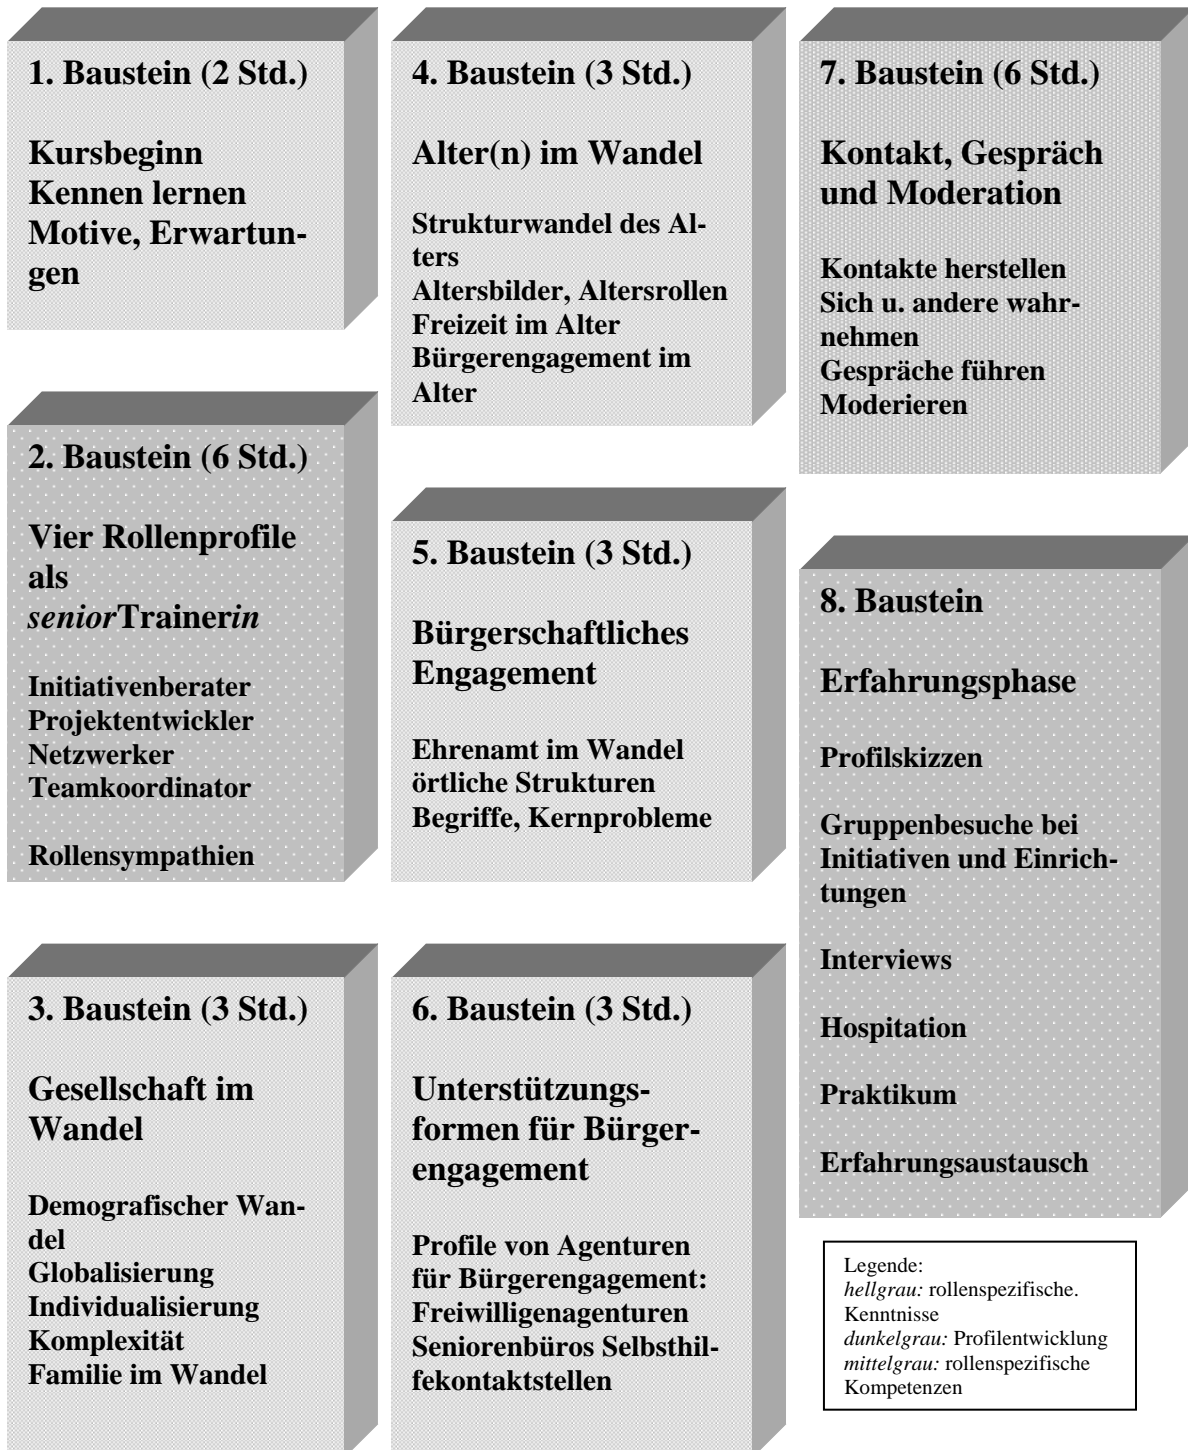 1. Baustein (2 Std.)
Kursbeginn
Kennen lernen
Motive, Erwartun-
gen
2. Baustein (6 Std.)
Vier Rollenprofile
als
seniorTrainerin
Initiativenberater
Projektentwickler
Netzwerker
Teamkoordinator
Rollensympathien
3. Baustein (3 Std.)
Gesellschaft im
Wandel
Demografischer Wan-
del
Globalisierung
Individualisierung
Komplexität
Familie im Wandel
4. Baustein (3 Std.)
Alter(n) im Wandel
Strukturwandel des Al-
ters
Altersbilder, Altersrollen
Freizeit im Alter
Bürgerengagement im
Alter
5. Baustein (3 Std.)
Bürgerschaftliches
Engagement
Ehrenamt im Wandel
örtliche Strukturen
Begriffe, Kernprobleme
6. Baustein (3 Std.)
Unterstützungs-
formen für Bürger-
engagement
Profile von Agenturen
für Bürgerengagement:
Freiwilligenagenturen
Seniorenbüros Selbsthil-
fekontaktstellen
7. Baustein (6 Std.)
Kontakt, Gespräch
und Moderation
Kontakte herstellen
Sich u. andere wahr-
nehmen
Gespräche führen
Moderieren
8. Baustein
Erfahrungsphase
Profilskizzen
Gruppenbesuche bei
Initiativen und Einrich-
tungen
Interviews
Hospitation
Praktikum
Erfahrungsaustausch
Legende:
hellgrau: rollenspezifische.
Kenntnisse
dunkelgrau: Profilentwicklung
mittelgrau: rollenspezifische
Kompetenzen